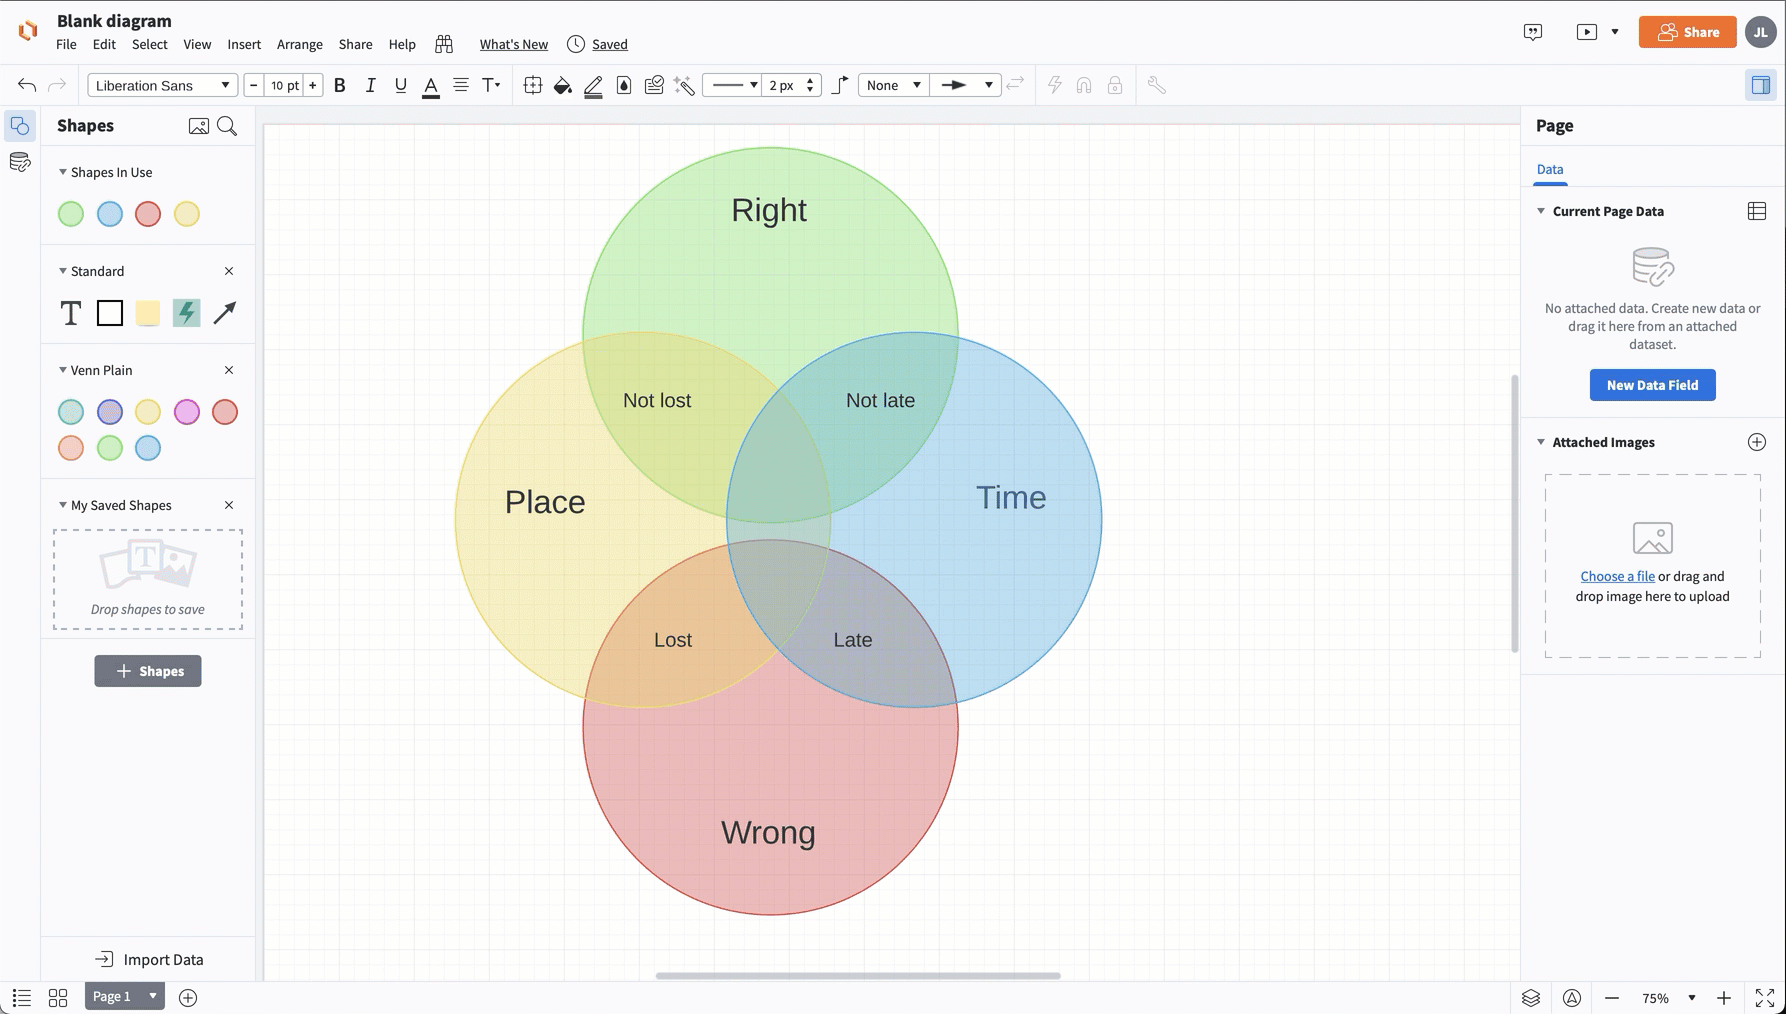 Blank diagram
File Edit Select View Insert Arrange Share Help What's New Saved
Share JL
Liberation Sans - 10 pt + B I U A T 2 px None
Shapes
Shapes In Use
Standard
T
Venn Plain
My Saved Shapes
T
Drop shapes to save
+ Shapes
Import Data
Right
Not lost
Not late
Place
Time
Lost
Late
Wrong
Page
Data
Current Page Data
No attached data. Create new data or
drag it here from an attached
dataset.
New Data Field
Attached Images
Choose a file or drag and
drop image here to upload
Page 1
75%